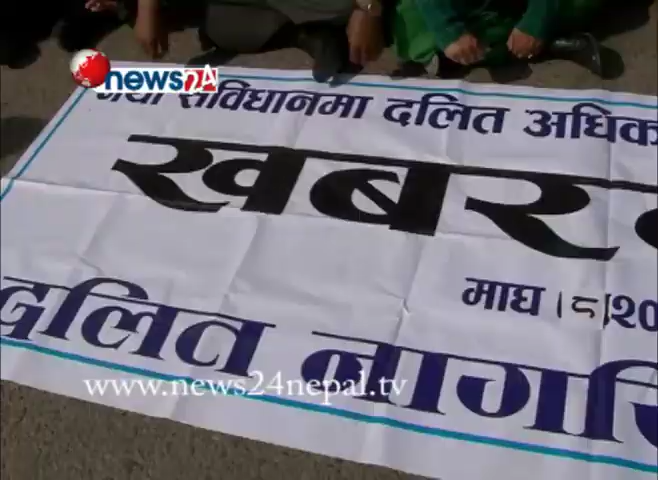 news24
नयाँ संविधानमा दलित अधिक
खबर
माघ।८।२०
दलित नागरि
www.news24nepal.tv